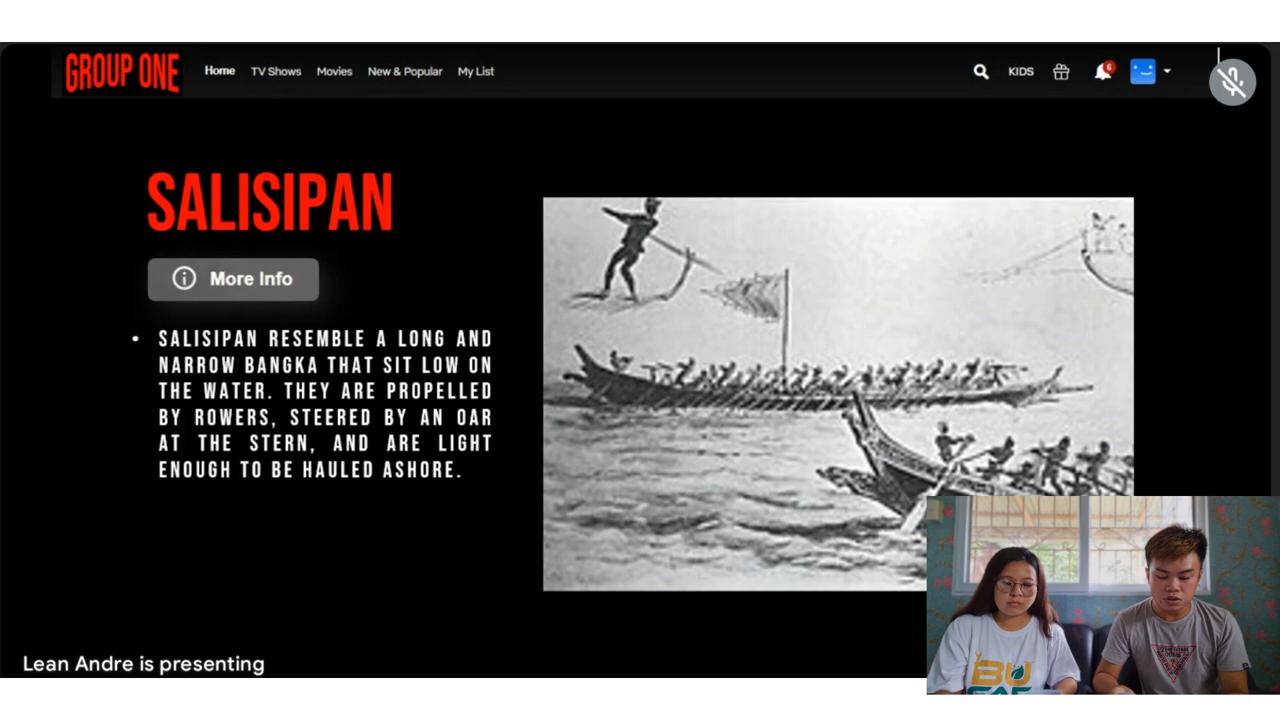 GROUP ONE
Home TV Shows Movies New & Popular My List
KIDS
6
SALISIPAN
More Info
• SALISIPAN RESEMBLE A LONG AND
NARROW BANGKA THAT SIT LOW ON
THE WATER. THEY ARE PROPELLED
BY ROWERS, STEERED BY AN OAR
AT THE STERN, AND ARE LIGHT
ENOUGH TO BE HAULED ASHORE.
BU
Lean Andre is presenting